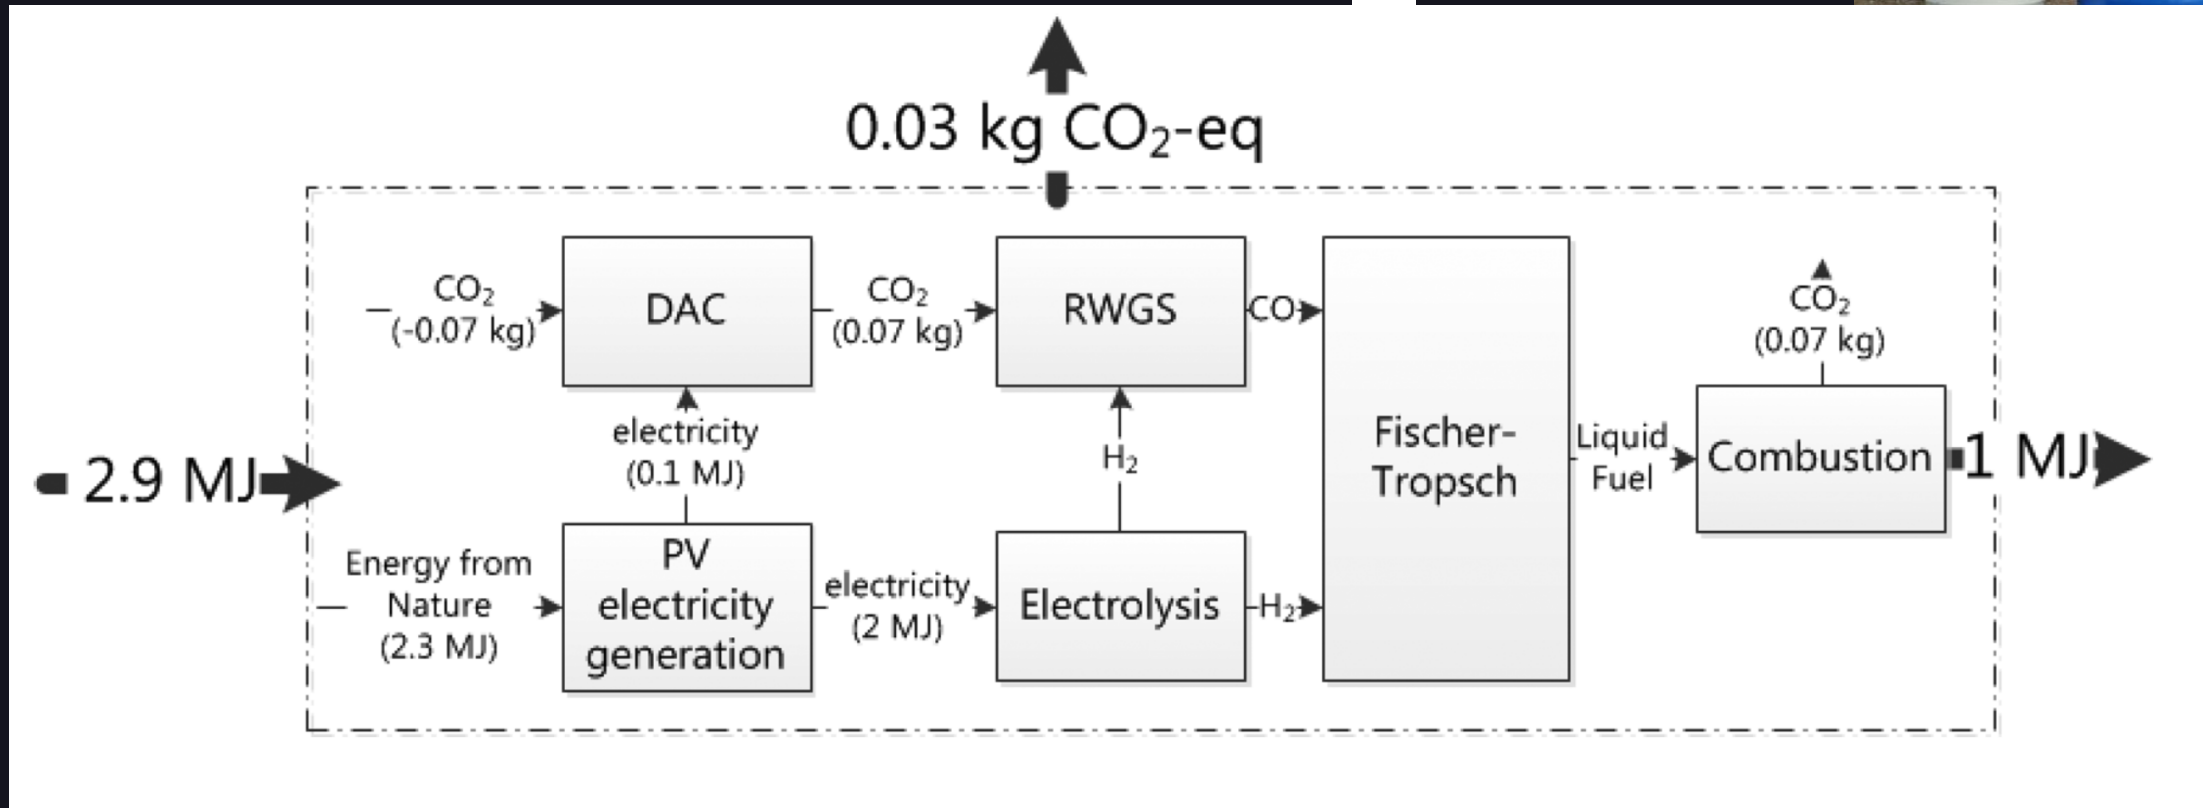 0.03 kg CO₂-eq
CO₂
(-0.07 kg)
DAC
CO₂
(0.07 kg)
RWGS
CO
CO₂
(0.07 kg)
electricity
(0.1 MJ)
H₂
Fischer-
Tropsch
Liquid
Fuel
Combustion
1 MJ
2.9 MJ
Energy from
Nature
(2.3 MJ)
PV
electricity
generation
electricity
(2 MJ)
Electrolysis
H₂